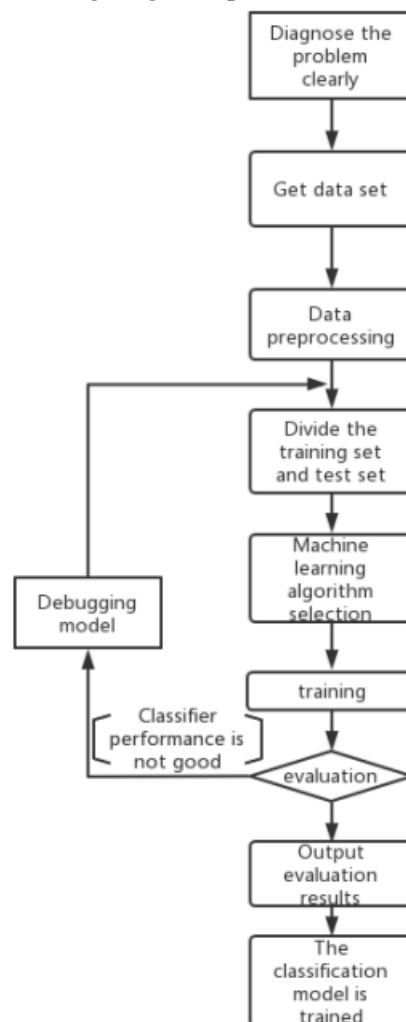 Diagnose the
problem
clearly
Get data set
Data
preprocessing
Divide the
training set
and test set
Machine
learning
algorithm
selection
Debugging
model
training
Classifier
performance is
not good
evaluation
Output
evaluation
results
The
classification
model is
trained